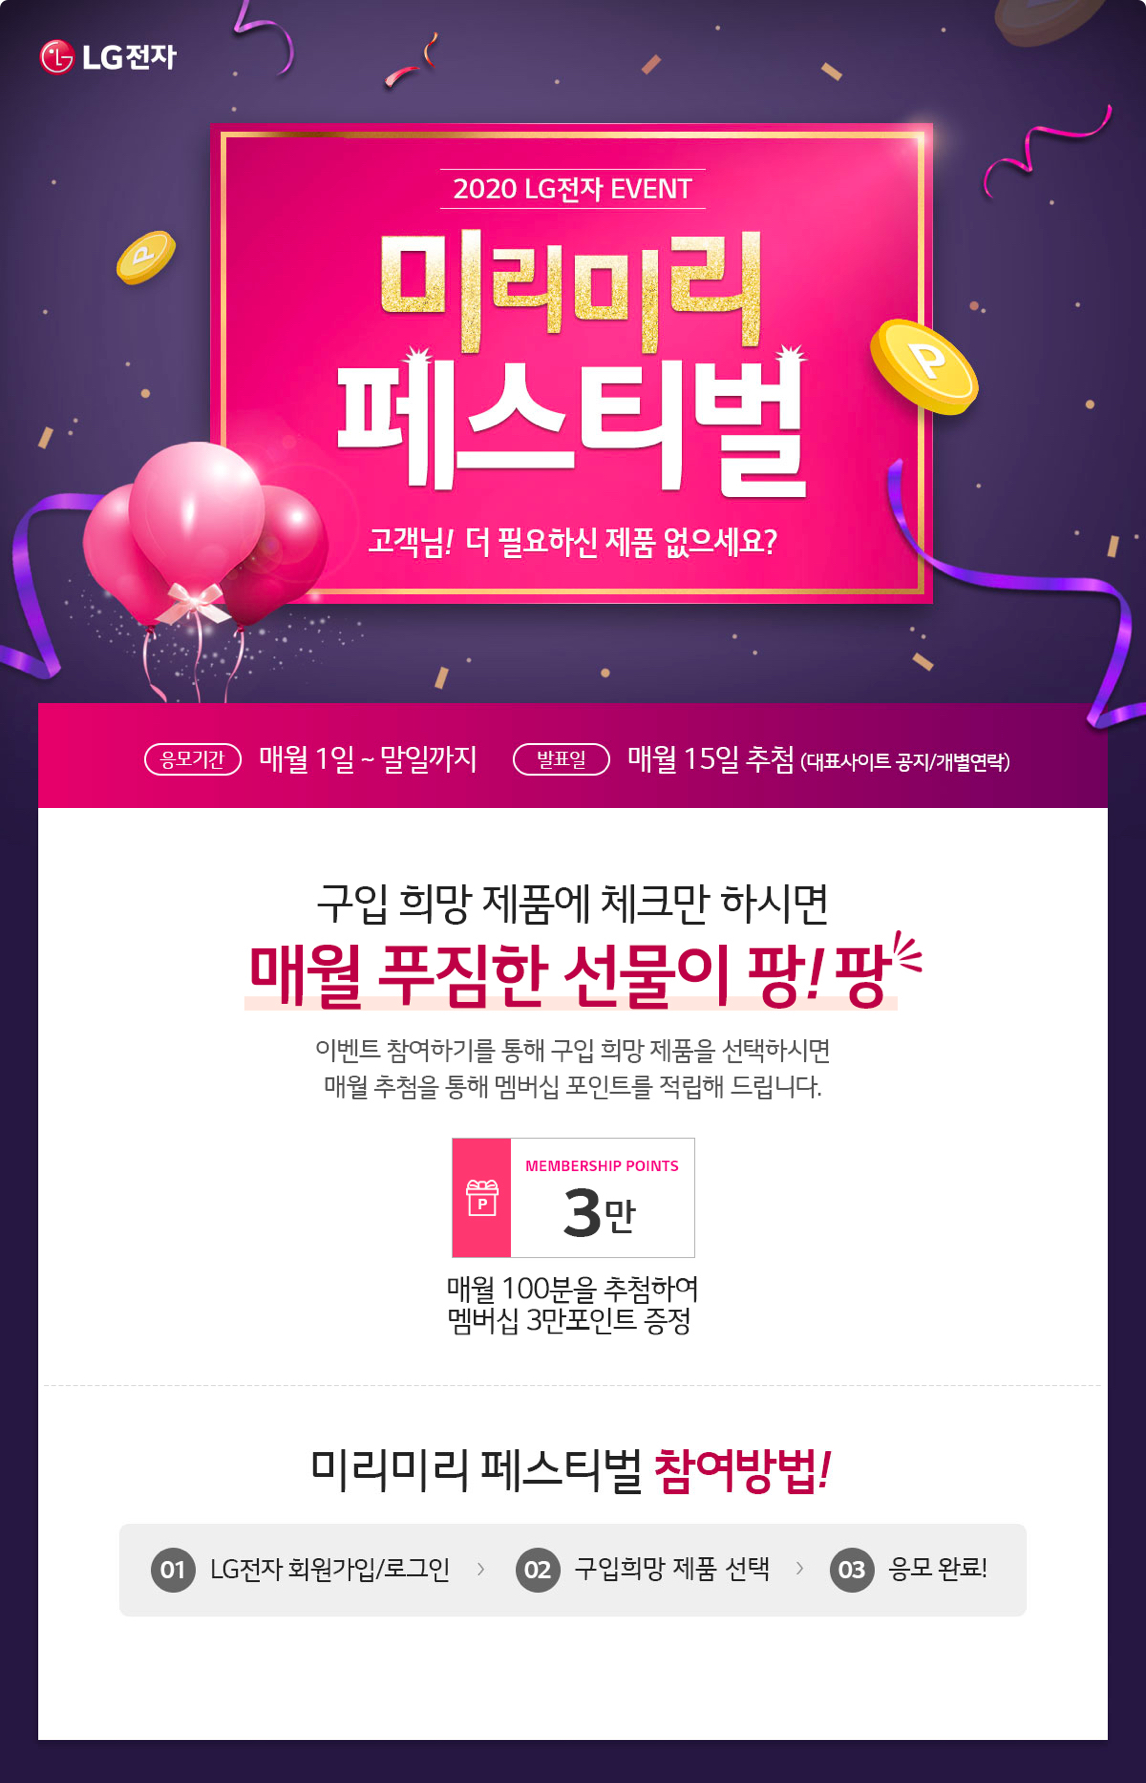 LG전자
2020 LG전자 EVENT
미리미리
페스티벌
고객님! 더 필요하신 제품 없으세요?
P
P
응모기간 매월 1일 ~ 말일까지 발표일 매월 15일 추첨 (대표사이트 공지/개별연락)
구입 희망 제품에 체크만 하시면
매월 푸짐한 선물이 팡! 팡
이벤트 참여하기를 통해 구입 희망 제품을 선택하시면
매월 추첨을 통해 멤버십 포인트를 적립해 드립니다.
MEMBERSHIP POINTS
P
3만
매월 100분을 추첨하여
멤버십 3만포인트 증정
미리미리 페스티벌 참여방법!
01 LG전자 회원가입/로그인 > 02 구입희망 제품 선택 > 03 응모 완료!